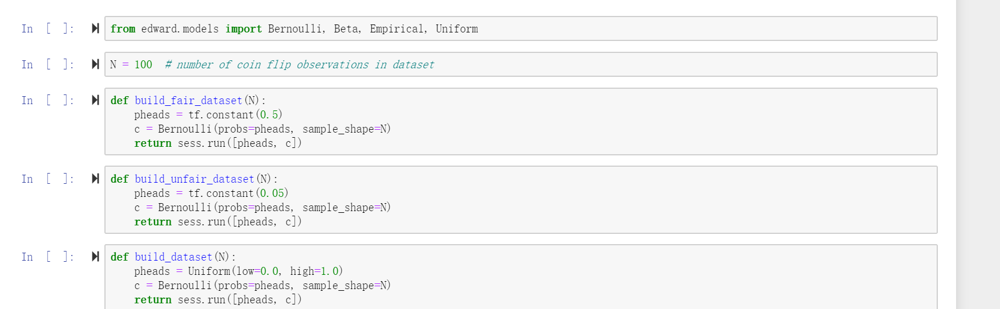 In [ ]: from edward.models import Bernoulli, Beta, Empirical, Uniform
In [ ]: N = 100  # number of coin flip observations in dataset
In [ ]: def build_fair_dataset(N):
    pheads = tf.constant(0.5)
    c = Bernoulli(probs=pheads, sample_shape=N)
    return sess.run([pheads, c])
In [ ]: def build_unfair_dataset(N):
    pheads = tf.constant(0.05)
    c = Bernoulli(probs=pheads, sample_shape=N)
    return sess.run([pheads, c])
In [ ]: def build_dataset(N):
    pheads = Uniform(low=0.0, high=1.0)
    c = Bernoulli(probs=pheads, sample_shape=N)
    return sess.run([pheads, c])